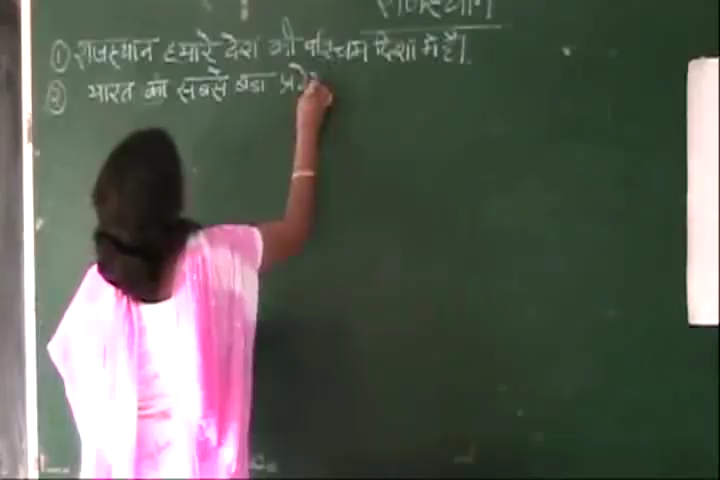 राजस्थान
① राजस्थान हमारे देश की पश्चिम दिशा में है।
② भारत का सबसे बडा प्रदे